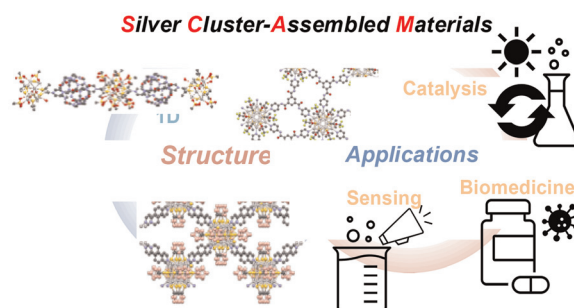 Silver Cluster-Assembled Materials
Catalysis
1D
Structure
Applications
Sensing
Biomedicine